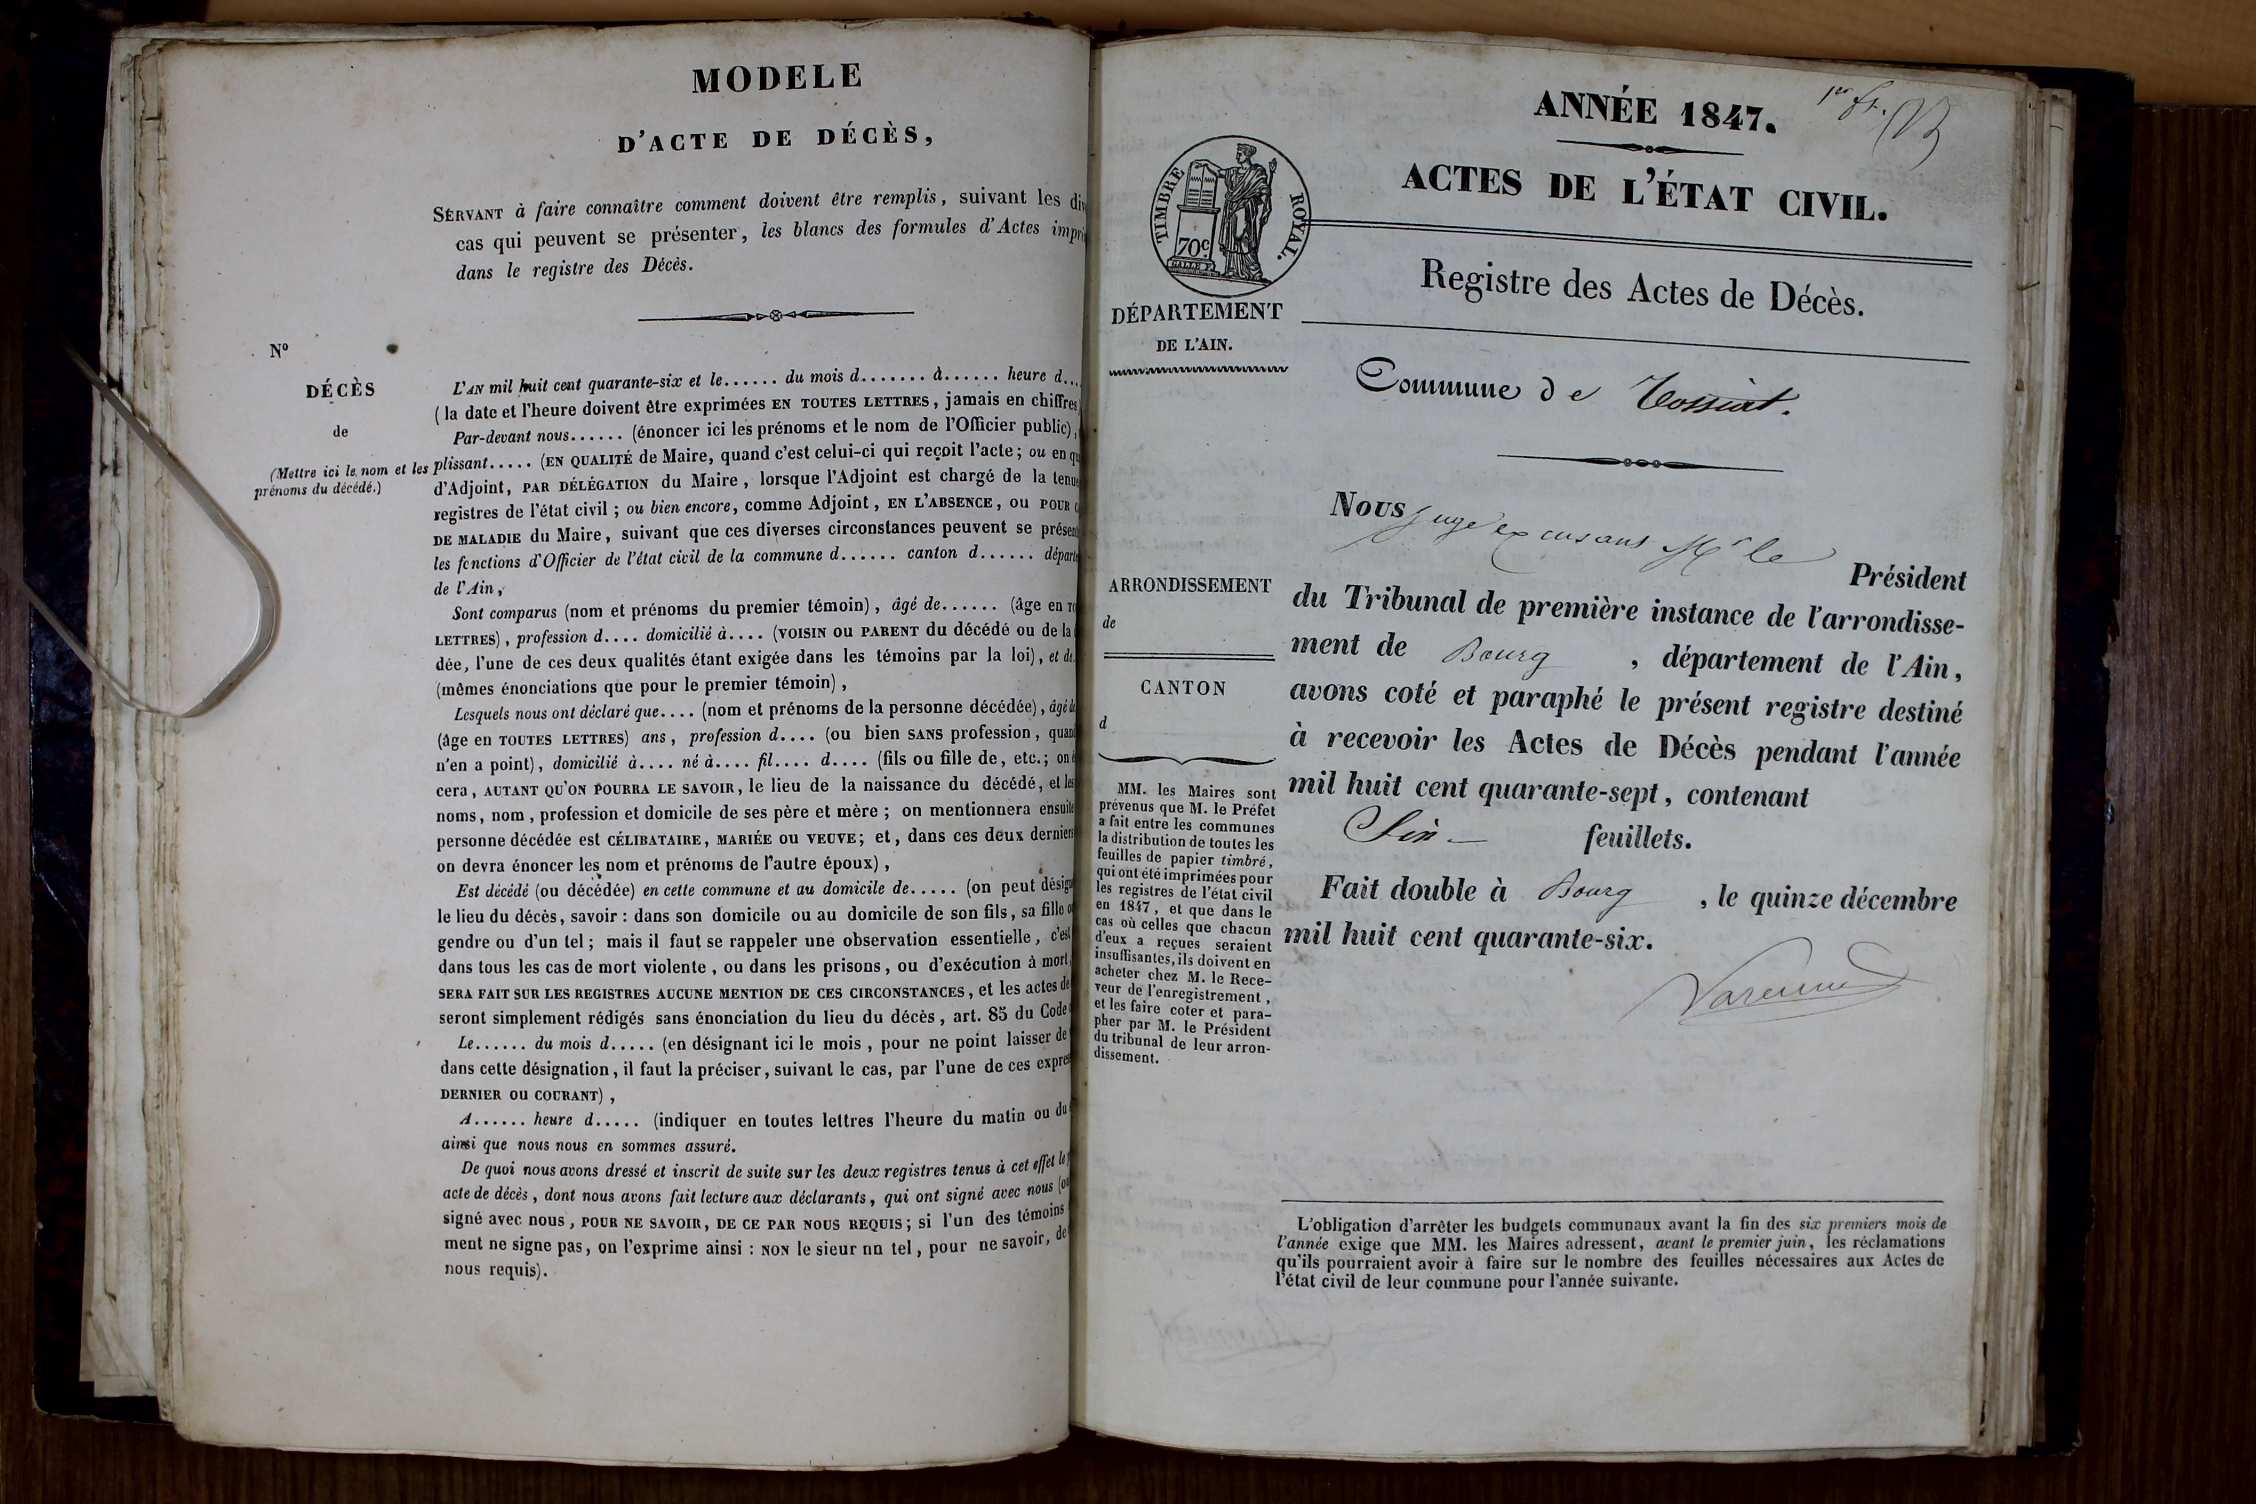 MODELE
D'ACTE DE DÉCÈS,
SERVANT à faire connaître comment doivent être remplis, suivant les div
cas qui peuvent se présenter, les blancs des formules d'Actes impri
dans le registre des Décès.
Nº
DÉCÈS
de
(Mettre ici le nom et les
prénoms du décédé.)
L'AN mil huit cent quarante-six et le...... du mois d....... à...... heure d...
(la date et l'heure doivent être exprimées EN TOUTES LETTRES, jamais en chiffres
Par-devant nous...... (énoncer ici les prénoms et le nom de l'Officier public),
plissant..... (EN QUALITÉ de Maire, quand c'est celui-ci qui reçoit l'acte; ou en qu
d'Adjoint, PAR DÉLÉGATION du Maire, lorsque l'Adjoint est chargé de la tenue
registres de l'état civil; ou bien encore, comme Adjoint, EN L'ABSENCE, OU POUR C
DE MALADIE du Maire, suivant que ces diverses circonstances peuvent se présen
les fonctions d'Officier de l'état civil de la commune d...... canton d...... départe
de l'Ain,
Sont comparus (nom et prénoms du premier témoin), âgé de...... (âge en TO
LETTRES), profession d.... domicilié à.... (VOISIN OU PARENT du décédé ou de la
dée, l'une de ces deux qualités étant exigée dans les témoins par la loi), et de
(mêmes énonciations que pour le premier témoin),
Lesquels nous ont déclaré que.... (nom et prénoms de la personne décédée), âgé de
(âge en TOUTES LETTRES) ans, profession d.... (ou bien SANS profession, quand
n'en a point), domicilié à.... né à.... fil.... d.... (fils ou fille de, etc.; on é
cera, AUTANT QU'ON POURRA LE SAVOIR, le lieu de la naissance du décédé, et les
noms, nom, profession et domicile de ses père et mère; on mentionnera ensuite
personne décédée est CÉLIBATAIRE, MARIÉE OU VEUVE; et, dans ces deux derniers
on devra énoncer les nom et prénoms de l'autre époux),
Est décédé (ou décédée) en cette commune et au domicile de..... (on peut désign
le lieu du décès, savoir: dans son domicile ou au domicile de son fils, sa fille o
gendre ou d'un tel; mais il faut se rappeler une observation essentielle, c'est
dans tous les cas de mort violente, ou dans les prisons, ou d'exécution à mort,
SERA FAIT SUR LES REGISTRES AUCUNE MENTION DE CES CIRCONSTANCES, et les actes de
seront simplement rédigés sans énonciation du lieu du décès, art. 85 du Code
Le...... du mois d..... (en désignant ici le mois, pour ne point laisser de
dans cette désignation, il faut la préciser, suivant le cas, par l'une de ces expres
DERNIER OU COURANT),
A...... heure d..... (indiquer en toutes lettres l'heure du matin ou du
ainsi que nous nous en sommes assuré.
De quoi nous avons dressé et inscrit de suite sur les deux registres tenus à cet effet le
acte de décès, dont nous avons fait lecture aux déclarants, qui ont signé avec nous (ou
signé avec nous, POUR NE SAVOIR, DE CE PAR NOUS REQUIS; si l'un des témoins
ment ne signe pas, on l'exprime ainsi: NON le sieur un tel, pour ne savoir, de
nous requis).
ANNÉE 1847.
1er ft.
ACTES DE L'ÉTAT CIVIL.
TIMBRE ROYAL.
70c
Registre des Actes de Décès.
DÉPARTEMENT
DE L'AIN.
Commune de Tossiat.
Nous Juge excusant Mr le Président
du Tribunal de première instance de l'arrondisse-
ment de Bourg, département de l'Ain,
avons coté et paraphé le présent registre destiné
à recevoir les Actes de Décès pendant l'année
mil huit cent quarante-sept, contenant
Six feuillets.
Fait double à Bourg, le quinze décembre
mil huit cent quarante-six.
Varenne
ARRONDISSEMENT
de
CANTON
d
MM. les Maires sont
prévenus que M. le Préfet
a fait entre les communes
la distribution de toutes les
feuilles de papier timbré,
qui ont été imprimées pour
les registres de l'état civil
en 1847, et que dans le
cas où celles que chacun
d'eux a reçues seraient
insuffisantes, ils doivent en
acheter chez M. le Rece-
veur de l'enregistrement,
et les faire coter et para-
pher par M. le Président
du tribunal de leur arron-
dissement.
L'obligation d'arrêter les budgets communaux avant la fin des six premiers mois de
l'année exige que MM. les Maires adressent, avant le premier juin, les réclamations
qu'ils pourraient avoir à faire sur le nombre des feuilles nécessaires aux Actes de
l'état civil de leur commune pour l'année suivante.